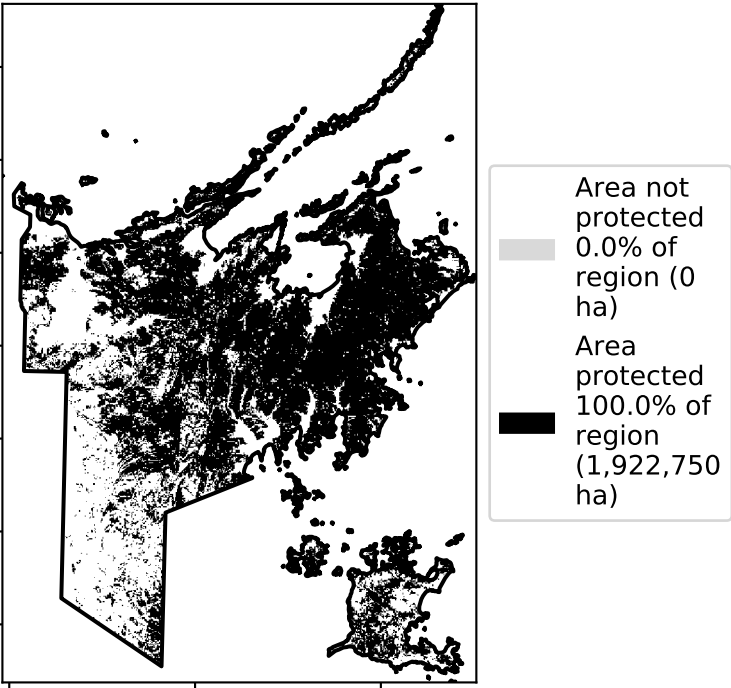 Area not
protected
0.0% of
region (0
ha)
Area
protected
100.0% of
region
(1,922,750
ha)